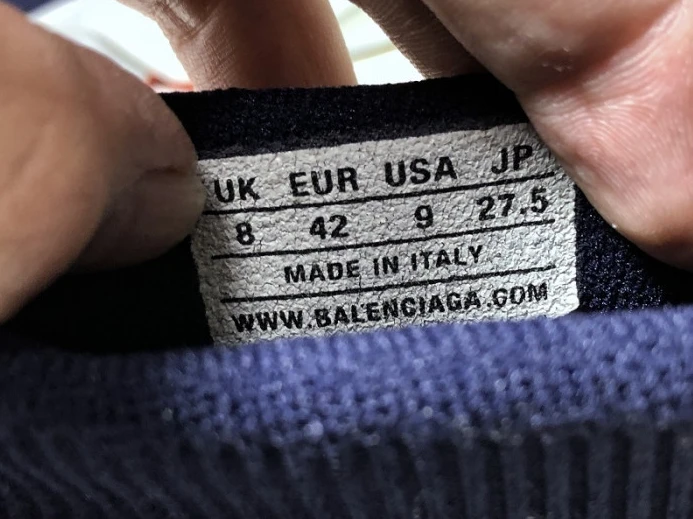 UK EUR USA JP
8 42 9 27.5
MADE IN ITALY
WWW.BALENCIAGA.COM